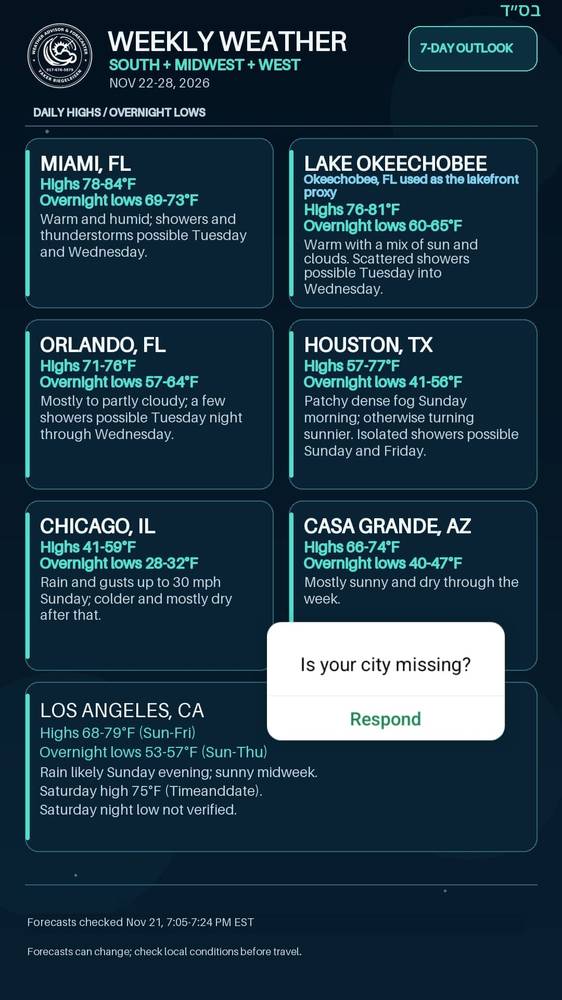 בס״ד
WEEKLY WEATHER
SOUTH + MIDWEST + WEST
NOV 22-28, 2026
7-DAY OUTLOOK
WEATHER ADVISOR & FORECASTER
917-676-5873
YAKEN BIEGELAISEN
DAILY HIGHS / OVERNIGHT LOWS
MIAMI, FL
Highs 78-84°F
Overnight lows 69-73°F
Warm and humid; showers and
thunderstorms possible Tuesday
and Wednesday.
LAKE OKEECHOBEE
Okeechobee, FL used as the lakefront
proxy
Highs 76-81°F
Overnight lows 60-65°F
Warm with a mix of sun and
clouds. Scattered showers
possible Tuesday into
Wednesday.
ORLANDO, FL
Highs 71-76°F
Overnight lows 57-64°F
Mostly to partly cloudy; a few
showers possible Tuesday night
through Wednesday.
HOUSTON, TX
Highs 57-77°F
Overnight lows 41-56°F
Patchy dense fog Sunday
morning; otherwise turning
sunnier. Isolated showers possible
Sunday and Friday.
CHICAGO, IL
Highs 41-59°F
Overnight lows 28-32°F
Rain and gusts up to 30 mph
Sunday; colder and mostly dry
after that.
CASA GRANDE, AZ
Highs 66-74°F
Overnight lows 40-47°F
Mostly sunny and dry through the
week.
Is your city missing?
Respond
LOS ANGELES, CA
Highs 68-79°F (Sun-Fri)
Overnight lows 53-57°F (Sun-Thu)
Rain likely Sunday evening; sunny midweek.
Saturday high 75°F (Timeanddate).
Saturday night low not verified.
Forecasts checked Nov 21, 7:05-7:24 PM EST
Forecasts can change; check local conditions before travel.